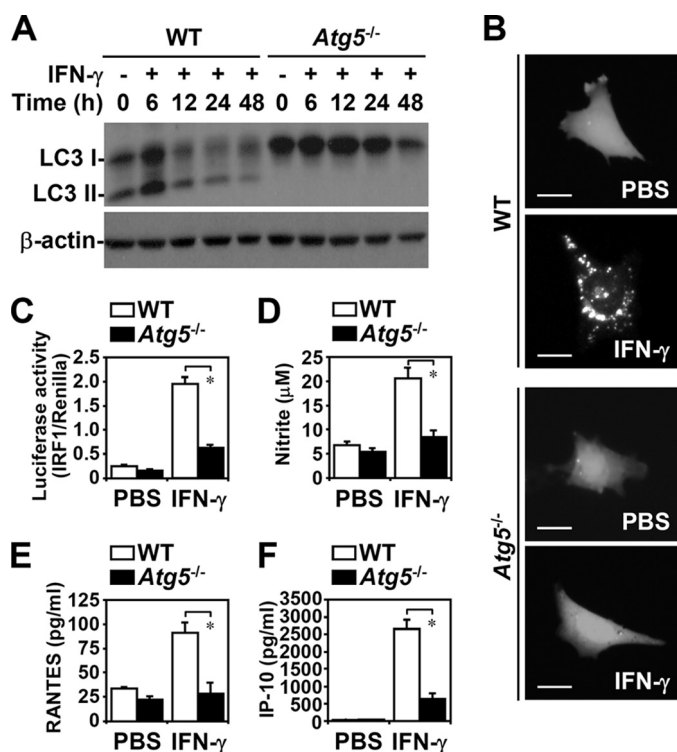 A
WT
Atg5-/-
IFN-γ - + + + + - + + + +
Time (h) 0 6 12 24 48 0 6 12 24 48
LC3 I-
LC3 II-
β-actin-
B
WT
PBS
IFN-γ
Atg5-/-
PBS
IFN-γ
C
WT
Atg5-/-
Luciferase activity
(IRF1/Renilla)
2.5
2.0
1.5
1.0
0.5
0
*
PBS IFN-γ
D
WT
Atg5-/-
Nitrite (μM)
25
20
15
10
5
0
*
PBS IFN-γ
E
WT
Atg5-/-
RANTES (pg/ml)
125
100
75
50
25
0
*
PBS IFN-γ
F
WT
Atg5-/-
IP-10 (pg/ml)
3500
3000
2500
2000
1500
1000
500
0
*
PBS IFN-γ